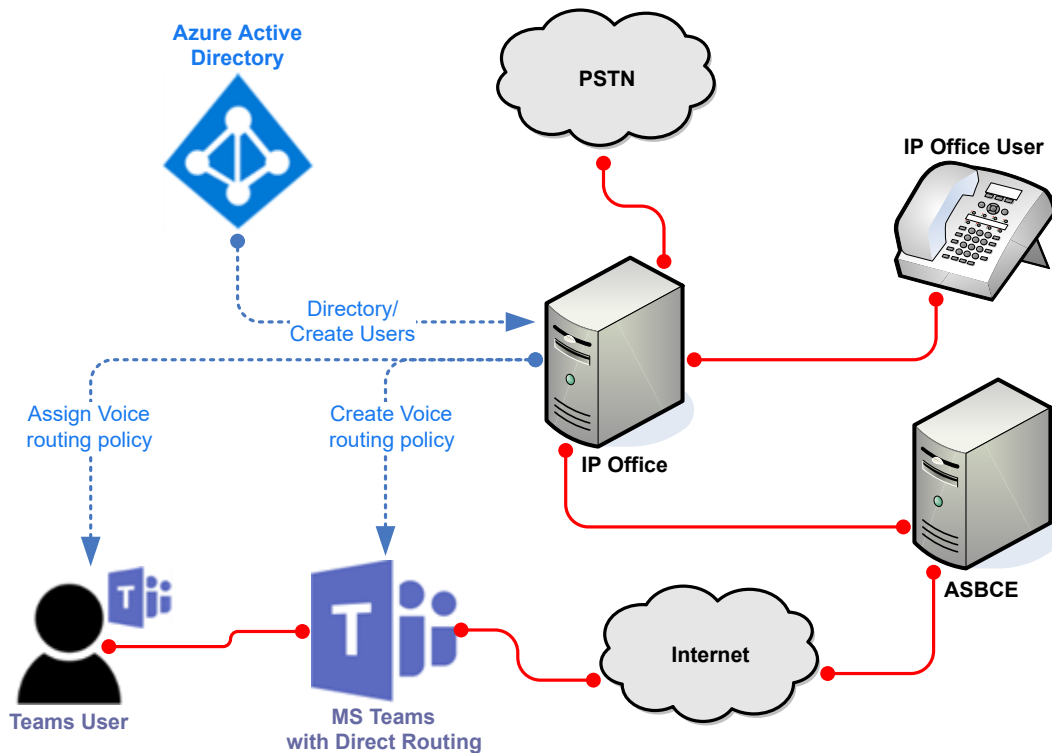 Azure Active
Directory
PSTN
IP Office User
Directory/
Create Users
Assign Voice
routing policy
Create Voice
routing policy
IP Office
ASBCE
T
T
Internet
Teams User
MS Teams
with Direct Routing